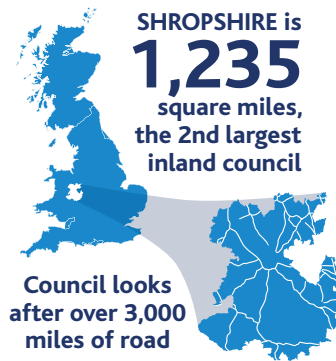 SHROPSHIRE is
1,235
square miles,
the 2nd largest
inland council
Council looks
after over 3,000
miles of road